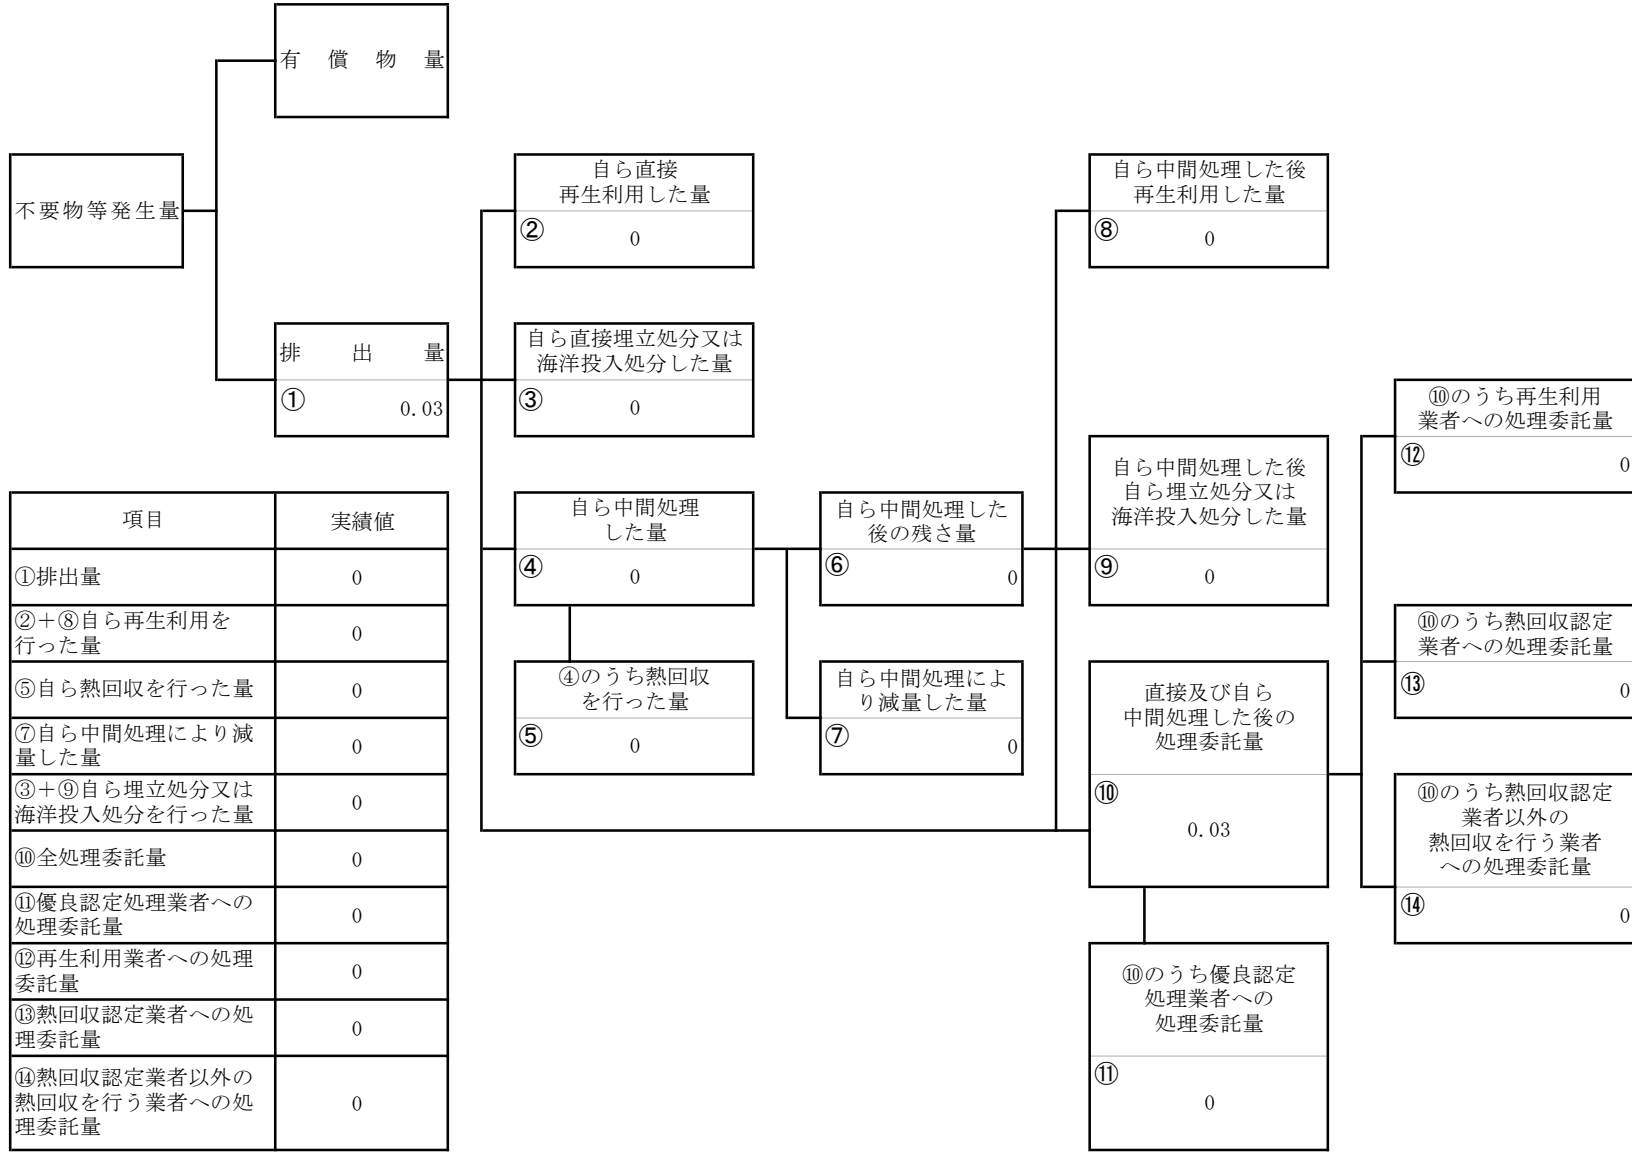 有償物量
不要物等発生量
自ら直接
再生利用した量
②
0
自ら中間処理した後
再生利用した量
⑧
0
排出量
①
0.03
自ら直接埋立処分又は
海洋投入処分した量
③
0
⑩のうち再生利用
業者への処理委託量
⑫
0
自ら中間処理した後
自ら埋立処分又は
海洋投入処分した量
⑨
0
自ら中間処理
した量
④
0
自ら中間処理した
後の残さ量
⑥
0
⑩のうち熱回収認定
業者への処理委託量
⑬
0
④のうち熱回収
を行った量
⑤
0
自ら中間処理によ
り減量した量
⑦
0
直接及び自ら
中間処理した後の
処理委託量
⑩
0.03
⑩のうち熱回収認定
業者以外の
熱回収を行う業者
への処理委託量
⑭
0
⑩のうち優良認定
処理業者への
処理委託量
⑪
0
項目 実績値
①排出量 0
②＋⑧自ら再生利用を
行った量 0
⑤自ら熱回収を行った量 0
⑦自ら中間処理により減
量した量 0
③＋⑨自ら埋立処分又は
海洋投入処分を行った量 0
⑩全処理委託量 0
⑪優良認定処理業者への
処理委託量 0
⑫再生利用業者への処理
委託量 0
⑬熱回収認定業者への処
理委託量 0
⑭熱回収認定業者以外の
熱回収を行う業者への処
理委託量 0